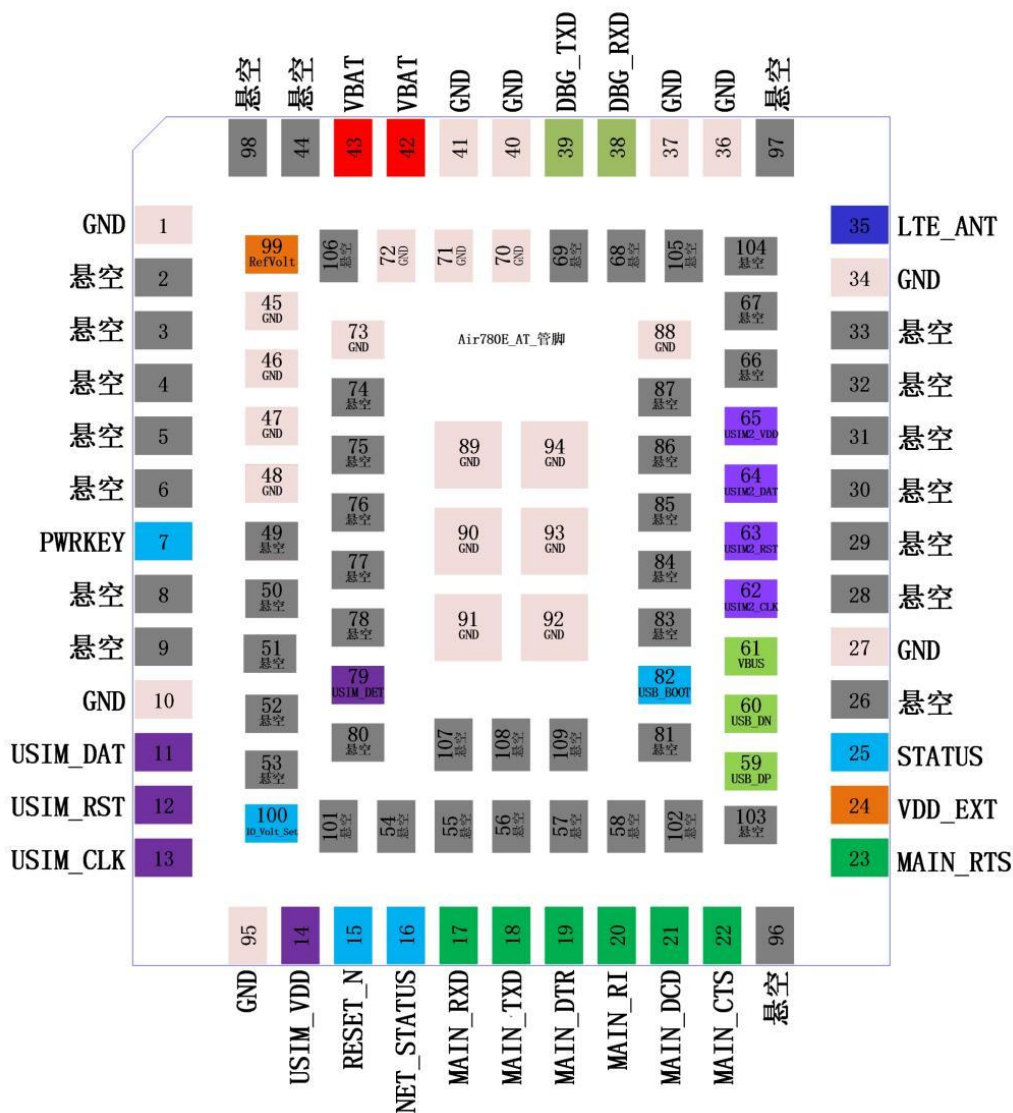 悬空
悬空
VBAT
VBAT
GND
GND
DBG_TXD
DBG_RXD
GND
GND
悬空
98
44
43
42
41
40
39
38
37
36
97
GND 1
悬空 2
悬空 3
悬空 4
悬空 5
悬空 6
PWRKEY 7
悬空 8
悬空 9
GND 10
USIM_DAT 11
USIM_RST 12
USIM_CLK 13
99
RefVolt
45
GND
46
GND
47
GND
48
GND
49
悬空
50
悬空
51
悬空
52
悬空
53
悬空
100
IO_Volt_Set
106
悬空
72
GND
71
GND
70
GND
69
悬空
68
悬空
105
悬空
73
GND
74
悬空
75
悬空
76
悬空
77
悬空
78
悬空
79
USIM_DET
80
悬空
Air780E_AT_管脚
89
GND
94
GND
90
GND
93
GND
91
GND
92
GND
107
悬空
108
悬空
109
悬空
88
GND
87
悬空
86
悬空
85
悬空
84
悬空
83
悬空
82
USB_BOOT
81
悬空
104
悬空
67
悬空
66
悬空
65
USIM2_VDD
64
USIM2_DAT
63
USIM2_RST
62
USIM2_CLK
61
VBUS
60
USB_DN
59
USB_DP
103
悬空
101
悬空
54
悬空
55
悬空
56
悬空
57
悬空
58
悬空
102
悬空
35 LTE_ANT
34 GND
33 悬空
32 悬空
31 悬空
30 悬空
29 悬空
28 悬空
27 GND
26 悬空
25 STATUS
24 VDD_EXT
23 MAIN_RTS
95
14
15
16
17
18
19
20
21
22
96
GND
USIM_VDD
RESET_N
NET_STATUS
MAIN_RXD
MAIN_TXD
MAIN_DTR
MAIN_RI
MAIN_DCD
MAIN_CTS
悬空